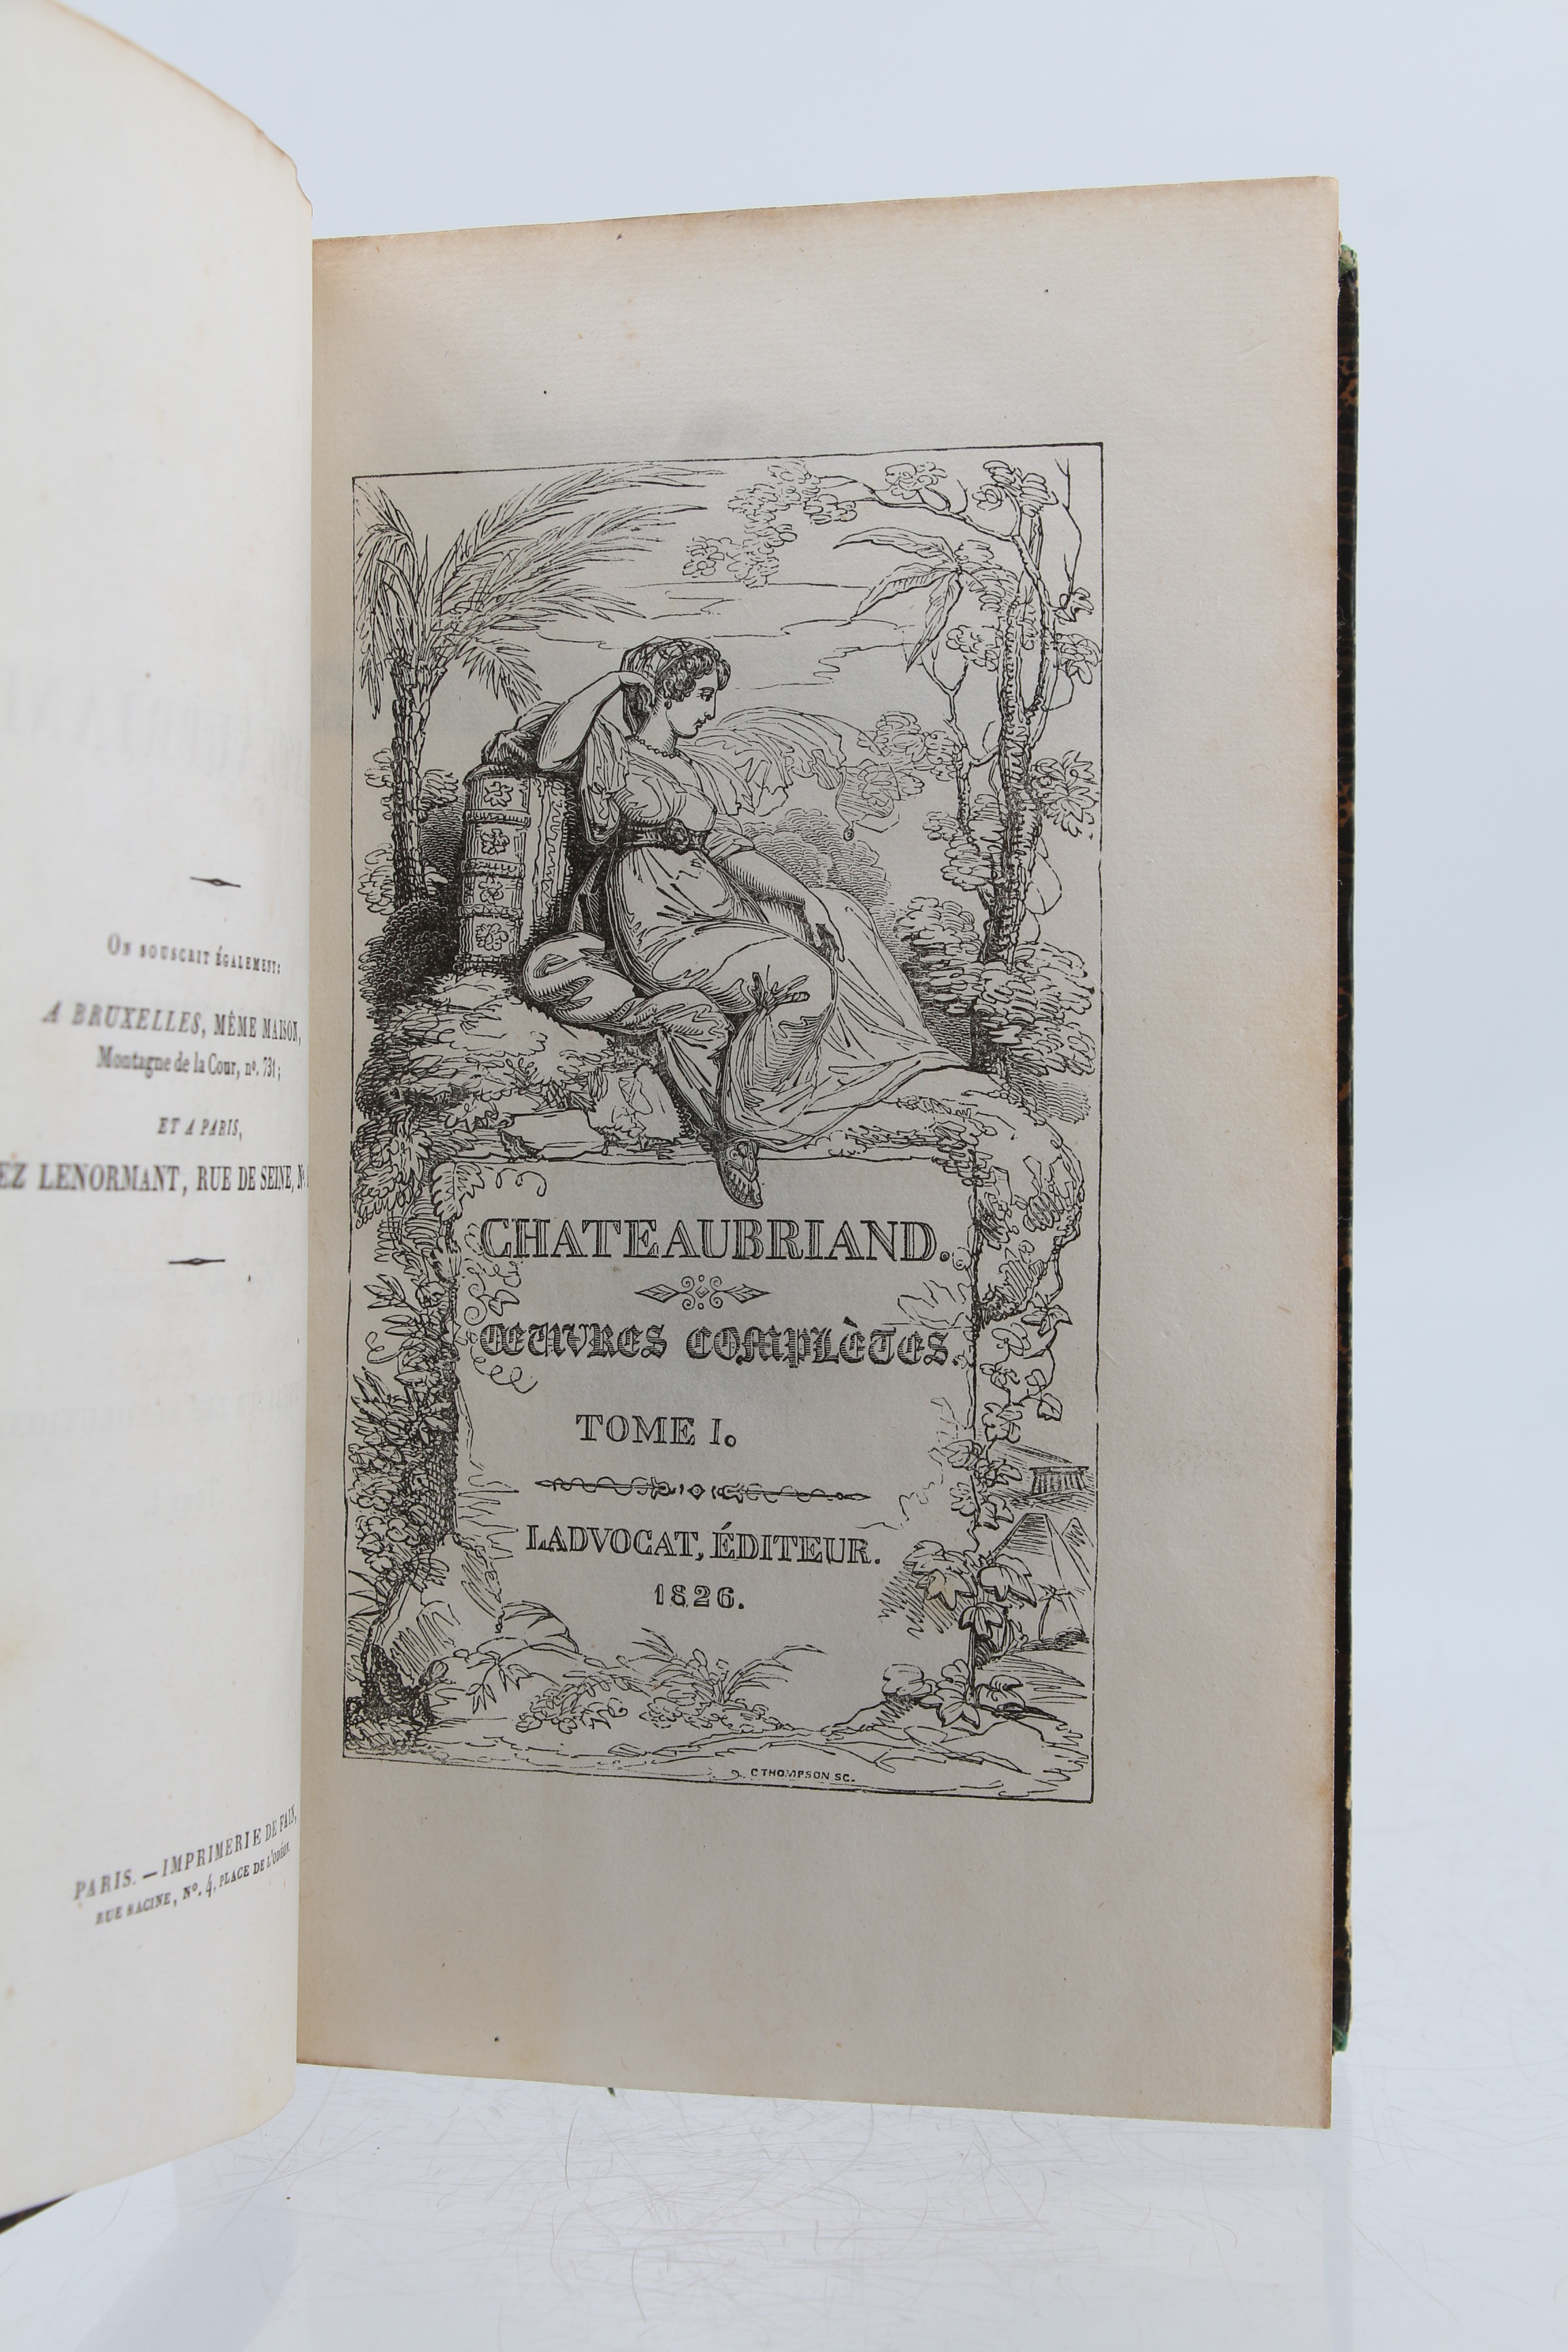 On souscrit également:
A BRUXELLES, MÊME MAISON,
Montagne de la Cour, nº. 731;
ET A PARIS,
EZ LENORMANT, RUE DE SEINE, Nº
PARIS. — IMPRIMERIE DE FAIN,
RUE RACINE, Nº. 4, PLACE DE L'ODÉON.
CHATEAUBRIAND.
ŒUVRES COMPLÈTES.
TOME I.
LADVOCAT, ÉDITEUR.
1826.
C THOMPSON SC.